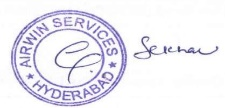 AIRWIN SERVICES
★ HYDERABAD ★
Sekhar